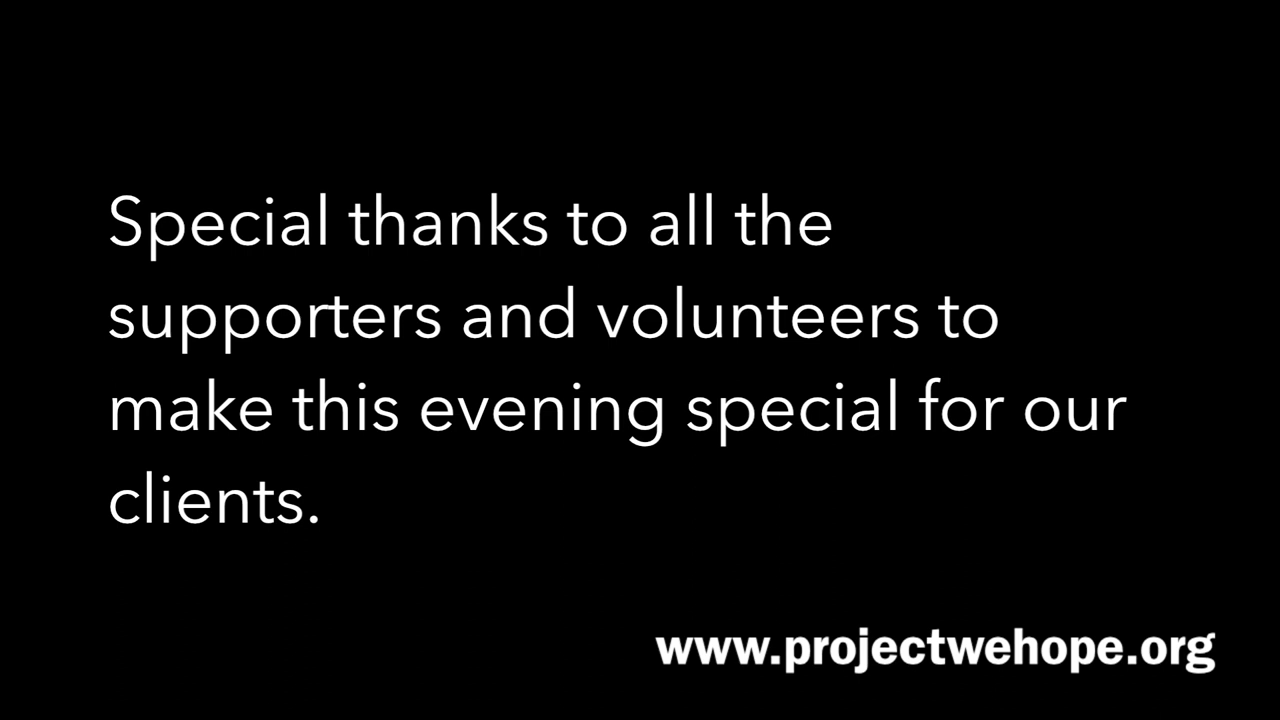 Special thanks to all the
supporters and volunteers to
make this evening special for our
clients.
www.projectwehope.org